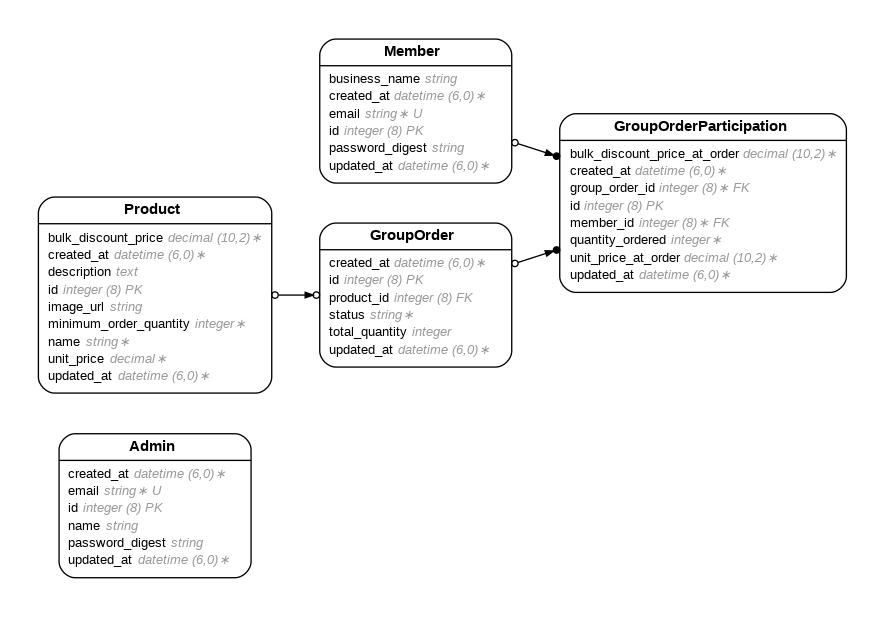 Member
business_name string
created_at datetime (6,0)∗
email string∗ U
id integer (8) PK
password_digest string
updated_at datetime (6,0)∗
GroupOrderParticipation
bulk_discount_price_at_order decimal (10,2)∗
created_at datetime (6,0)∗
group_order_id integer (8)∗ FK
id integer (8) PK
member_id integer (8)∗ FK
quantity_ordered integer∗
unit_price_at_order decimal (10,2)∗
updated_at datetime (6,0)∗
Product
bulk_discount_price decimal (10,2)∗
created_at datetime (6,0)∗
description text
id integer (8) PK
image_url string
minimum_order_quantity integer∗
name string∗
unit_price decimal∗
updated_at datetime (6,0)∗
GroupOrder
created_at datetime (6,0)∗
id integer (8) PK
product_id integer (8) FK
status string∗
total_quantity integer
updated_at datetime (6,0)∗
Admin
created_at datetime (6,0)∗
email string∗ U
id integer (8) PK
name string
password_digest string
updated_at datetime (6,0)∗